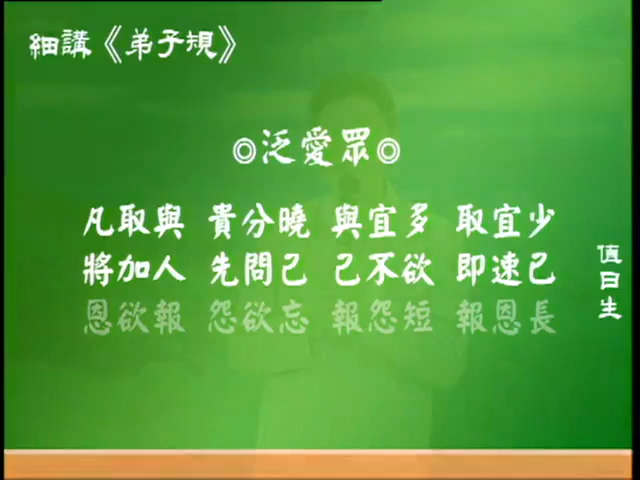 細講《弟子規》
◎泛愛眾◎
凡取與 貴分曉 與宜多 取宜少
將加人 先問己 己不欲 即速已
恩欲報 怨欲忘 報怨短 報恩長
值日生